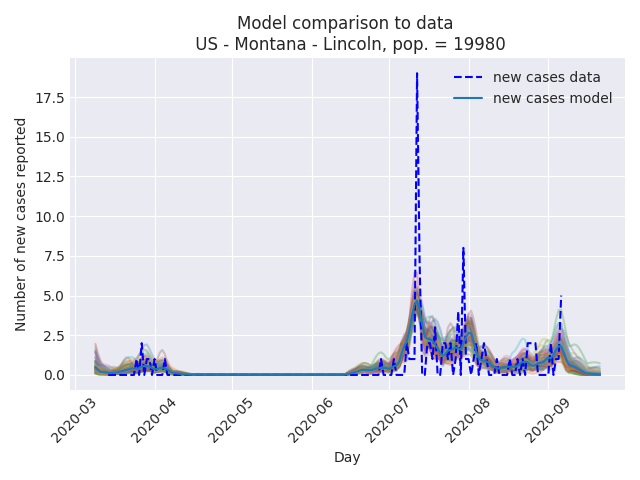 Model comparison to data
US - Montana - Lincoln, pop. = 19980
new cases data
new cases model
17.5
15.0
12.5
10.0
7.5
5.0
2.5
0.0
Number of new cases reported
2020-03
2020-04
2020-05
2020-06
2020-07
2020-08
2020-09
Day